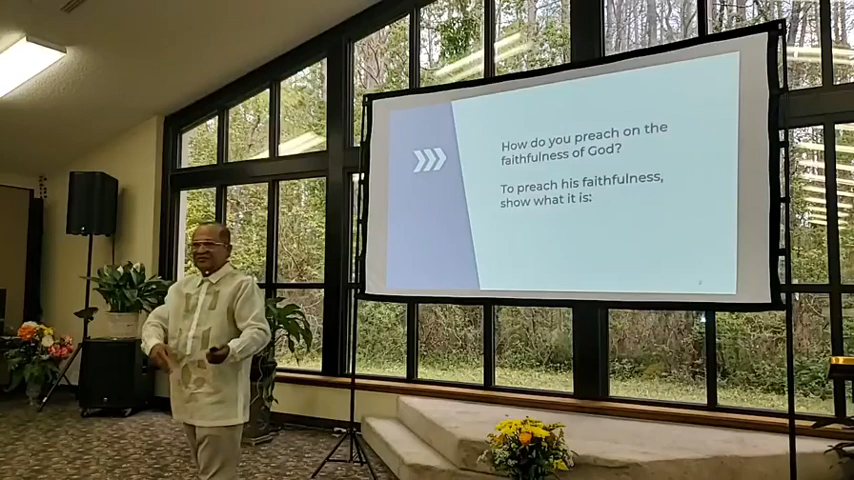 How do you preach on the
faithfulness of God?
To preach his faithfulness,
show what it is: